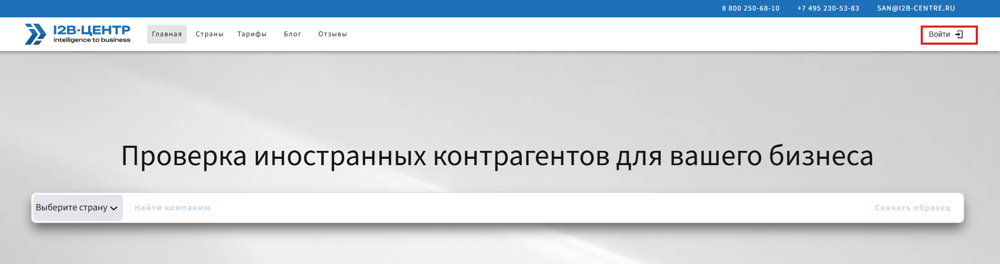 8 800 250-68-10 +7 495 230-53-83 SAN@I2B-CENTRE.RU
I2B-ЦЕНТР
intelligence to business
Главная Страны Тарифы Блог Отзывы Войти
Проверка иностранных контрагентов для вашего бизнеса
Выберите страну Найти компанию Скачать образец